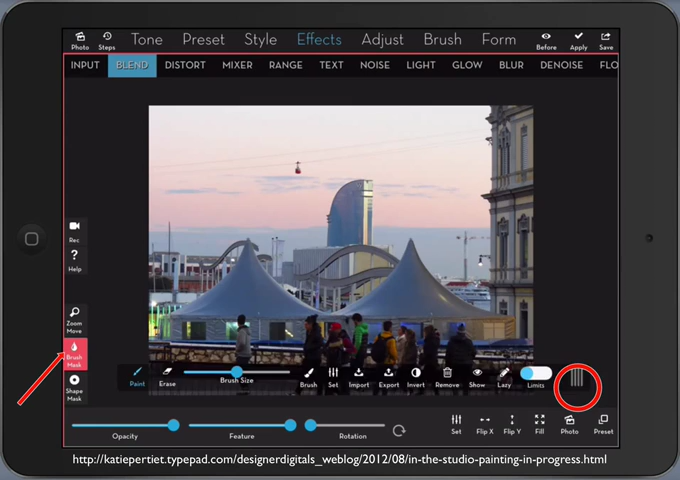 Photo Steps Tone Preset Style Effects Adjust Brush Form Before Apply Save
INPUT BLEND DISTORT MIXER RANGE TEXT NOISE LIGHT GLOW BLUR DENOISE FLO
Rec
Help
Zoom
Move
Brush
Mask
Shape
Mask
Paint Erase Brush Size Brush Set Import Export Invert Remove Show Lazy Limits
Opacity Feature Rotation Set Flip X Flip Y Fill Photo Preset
http://katiepertiet.typepad.com/designerdigitals_weblog/2012/08/in-the-studio-painting-in-progress.html